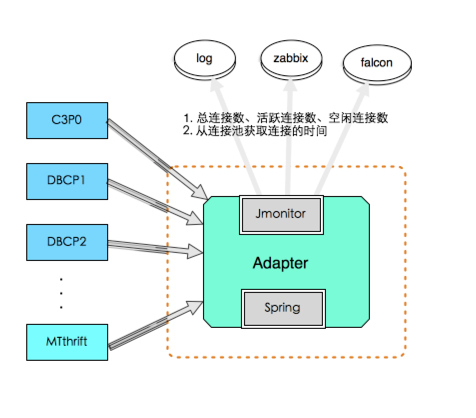 log
zabbix
falcon
1. 总连接数、活跃连接数、空闲连接数
2. 从连接池获取连接的时间
C3P0
DBCP1
DBCP2
.
.
.
MTthrift
Jmonitor
Adapter
Spring